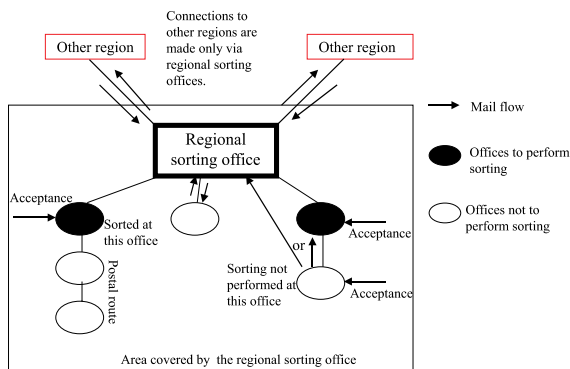 Connections to
other regions are
made only via
regional sorting
offices.
Other region
Other region
Mail flow
Regional
sorting office
Offices to perform
sorting
Acceptance
Sorted at
this office
Acceptance
Offices not to
perform sorting
or
Sorting not
performed at
this office
Postal route
Acceptance
Area covered by the regional sorting office